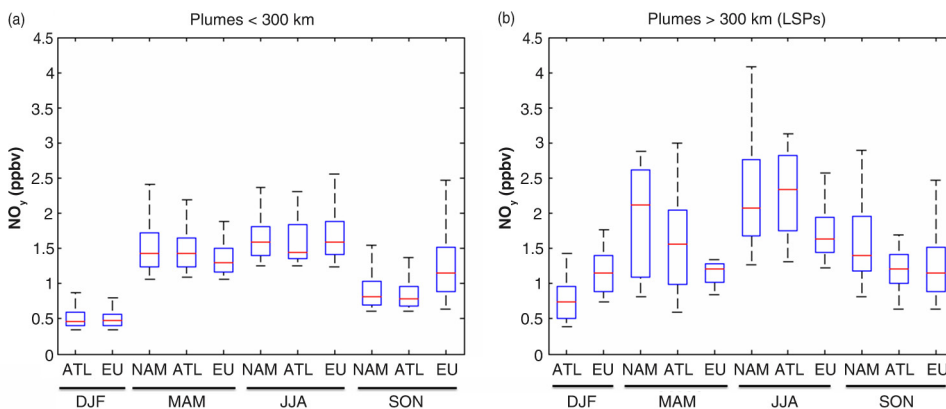 (a)
Plumes < 300 km
4.5
4
3.5
3
2.5
2
1.5
1
0.5
0
NOy (ppbv)
ATL EU NAM ATL EU NAM ATL EU NAM ATL EU
DJF MAM JJA SON
(b)
Plumes > 300 km (LSPs)
4.5
4
3.5
3
2.5
2
1.5
1
0.5
0
NOy (ppbv)
ATL EU NAM ATL EU NAM ATL EU NAM ATL EU
DJF MAM JJA SON